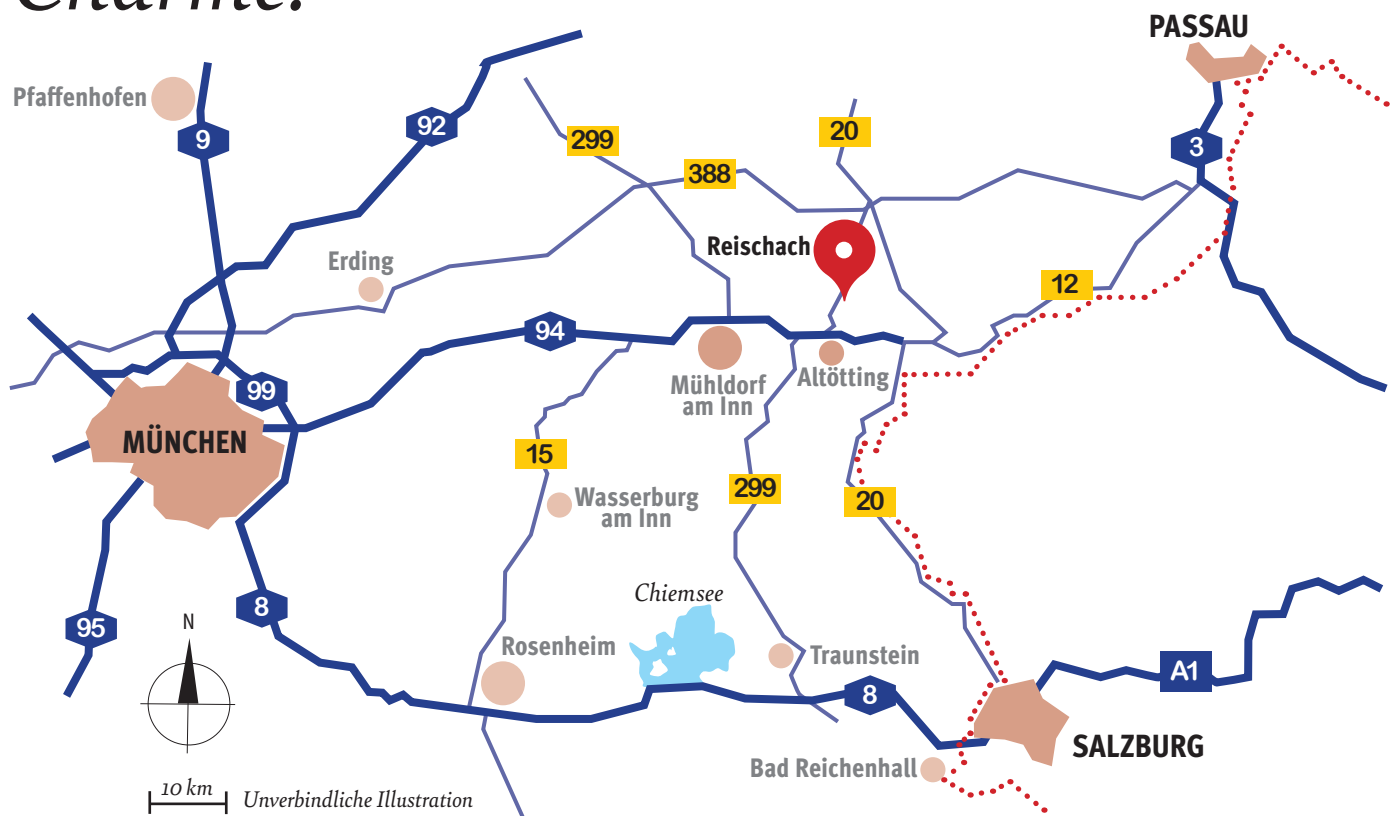 Charme.
PASSAU
Pfaffenhofen
92
9
299
20
3
388
Reischach
Erding
12
94
99
Mühldorf
am Inn
Altötting
MÜNCHEN
15
299
Wasserburg
am Inn
20
Chiemsee
8
95
N
Rosenheim
Traunstein
A1
8
SALZBURG
Bad Reichenhall
10 km
Unverbindliche Illustration